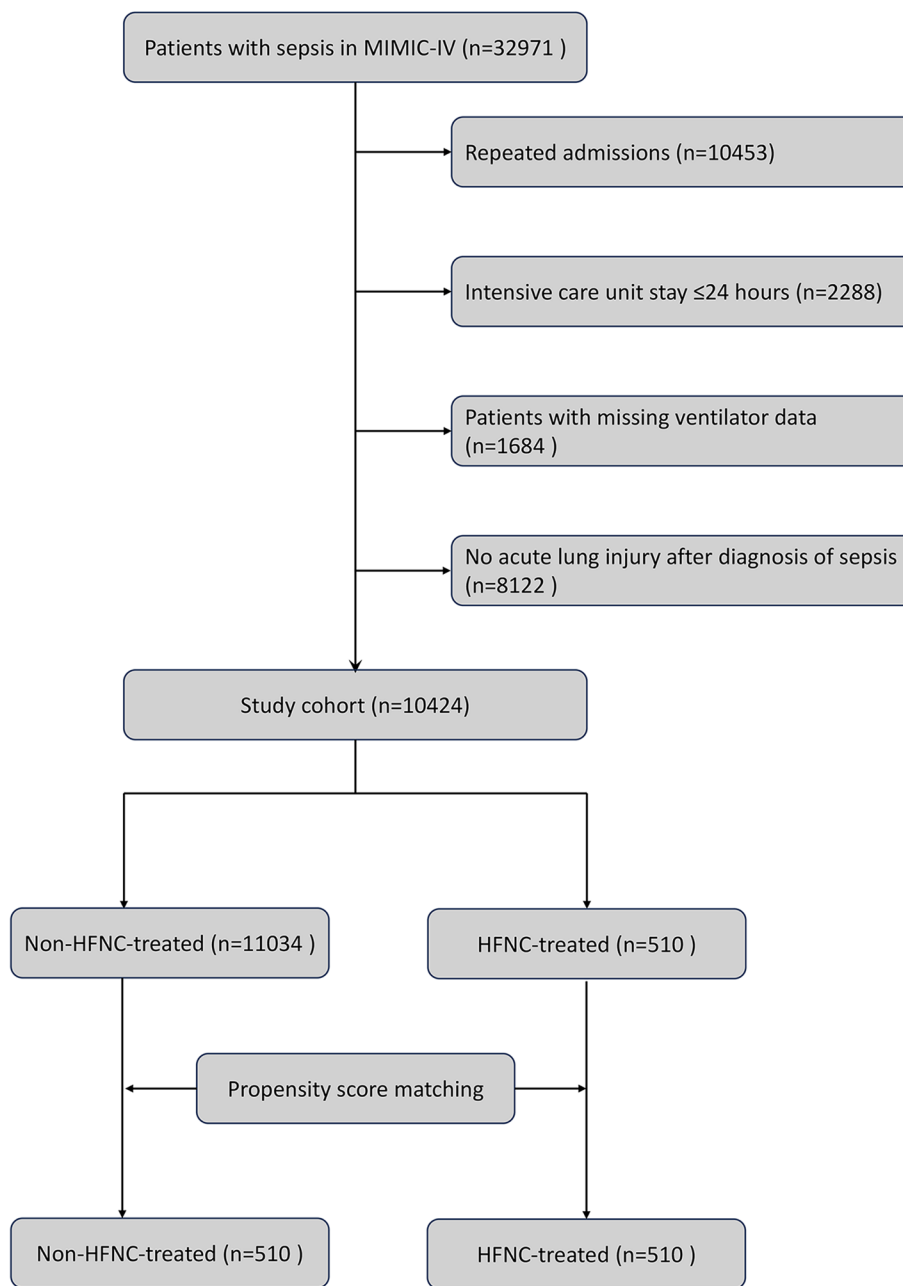 Patients with sepsis in MIMIC-IV (n=32971 )
Repeated admissions (n=10453)
Intensive care unit stay ≤24 hours (n=2288)
Patients with missing ventilator data
(n=1684 )
No acute lung injury after diagnosis of sepsis
(n=8122 )
Study cohort (n=10424)
Non-HFNC-treated (n=11034 )
HFNC-treated (n=510 )
Propensity score matching
Non-HFNC-treated (n=510 )
HFNC-treated (n=510 )